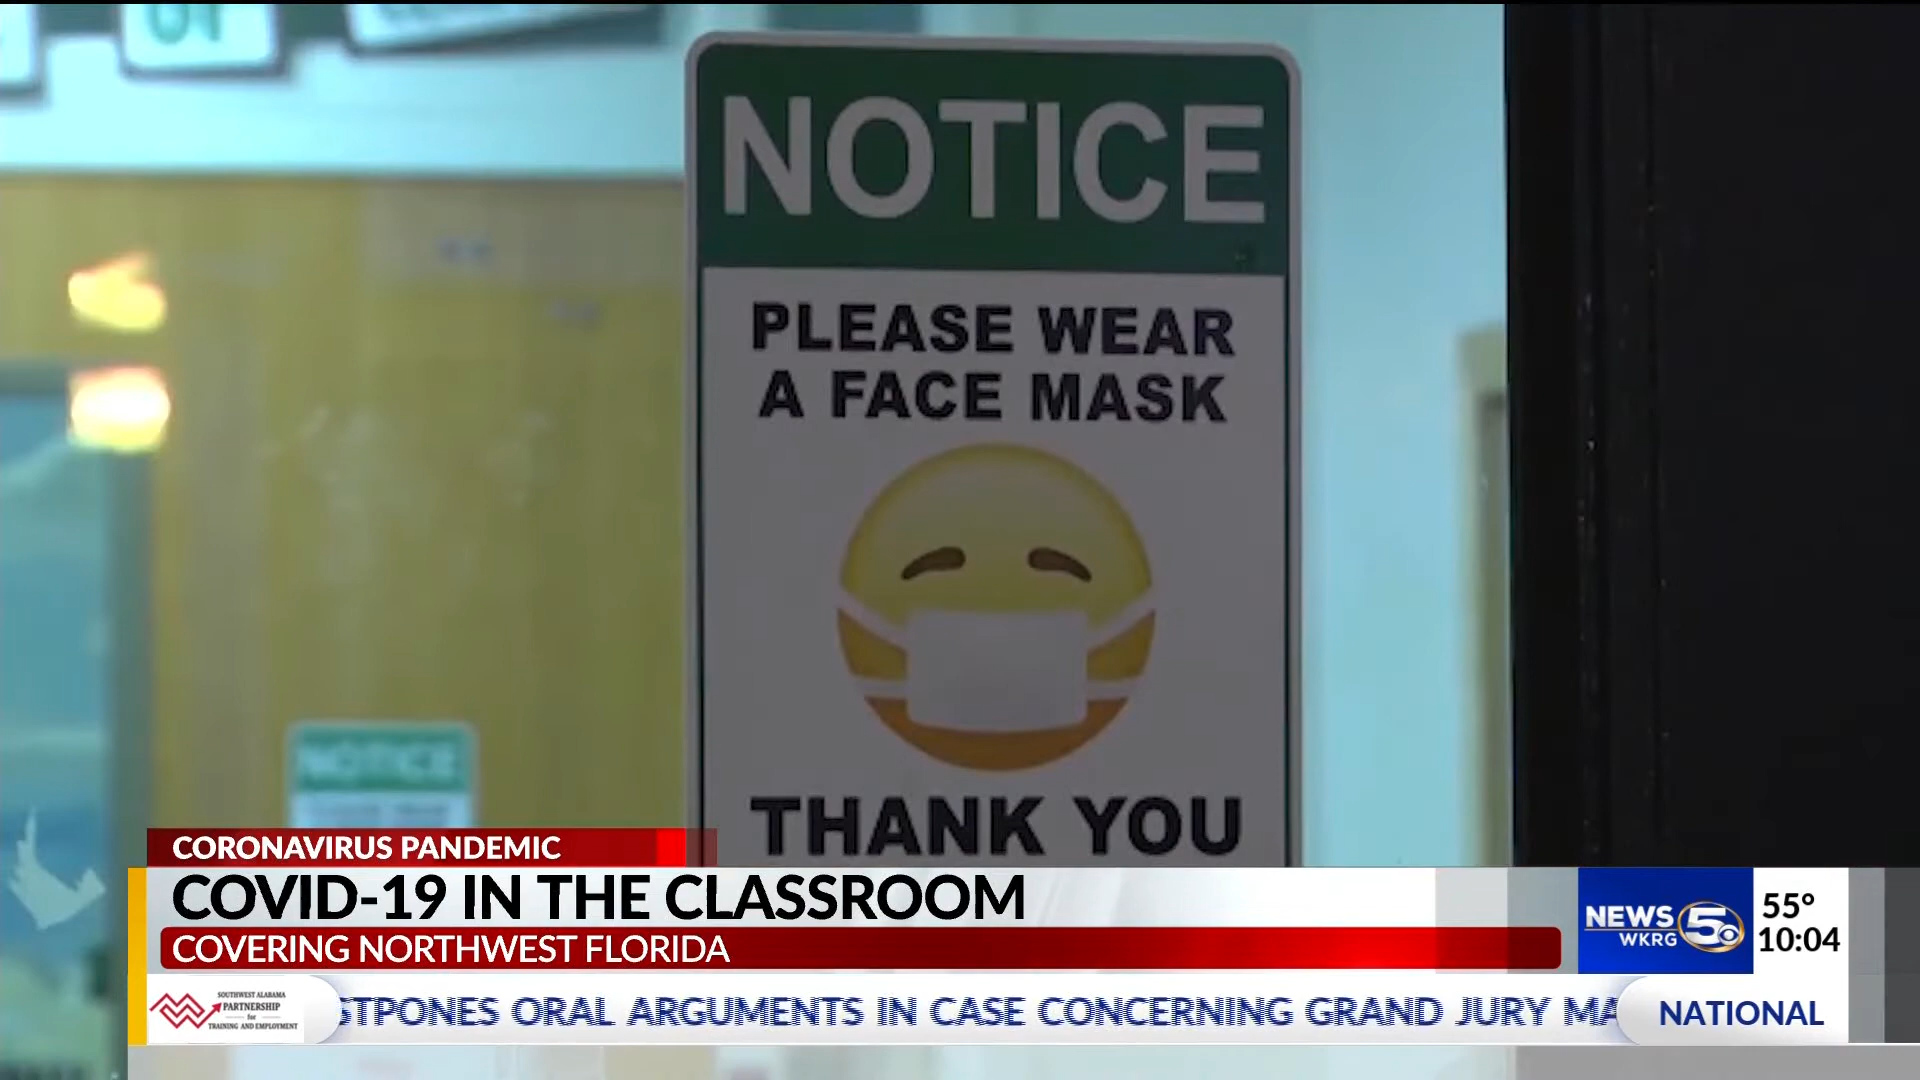 10
NOTICE
PLEASE WEAR
A FACE MASK
THANK YOU
NOTICE
CORONAVIRUS PANDEMIC
COVID-19 IN THE CLASSROOM
COVERING NORTHWEST FLORIDA
NEWS 5
WKRG
55°
10:04
SOUTHWEST ALABAMA
PARTNERSHIP
for
TRAINING AND EMPLOYMENT
STPONES ORAL ARGUMENTS IN CASE CONCERNING GRAND JURY MA
NATIONAL